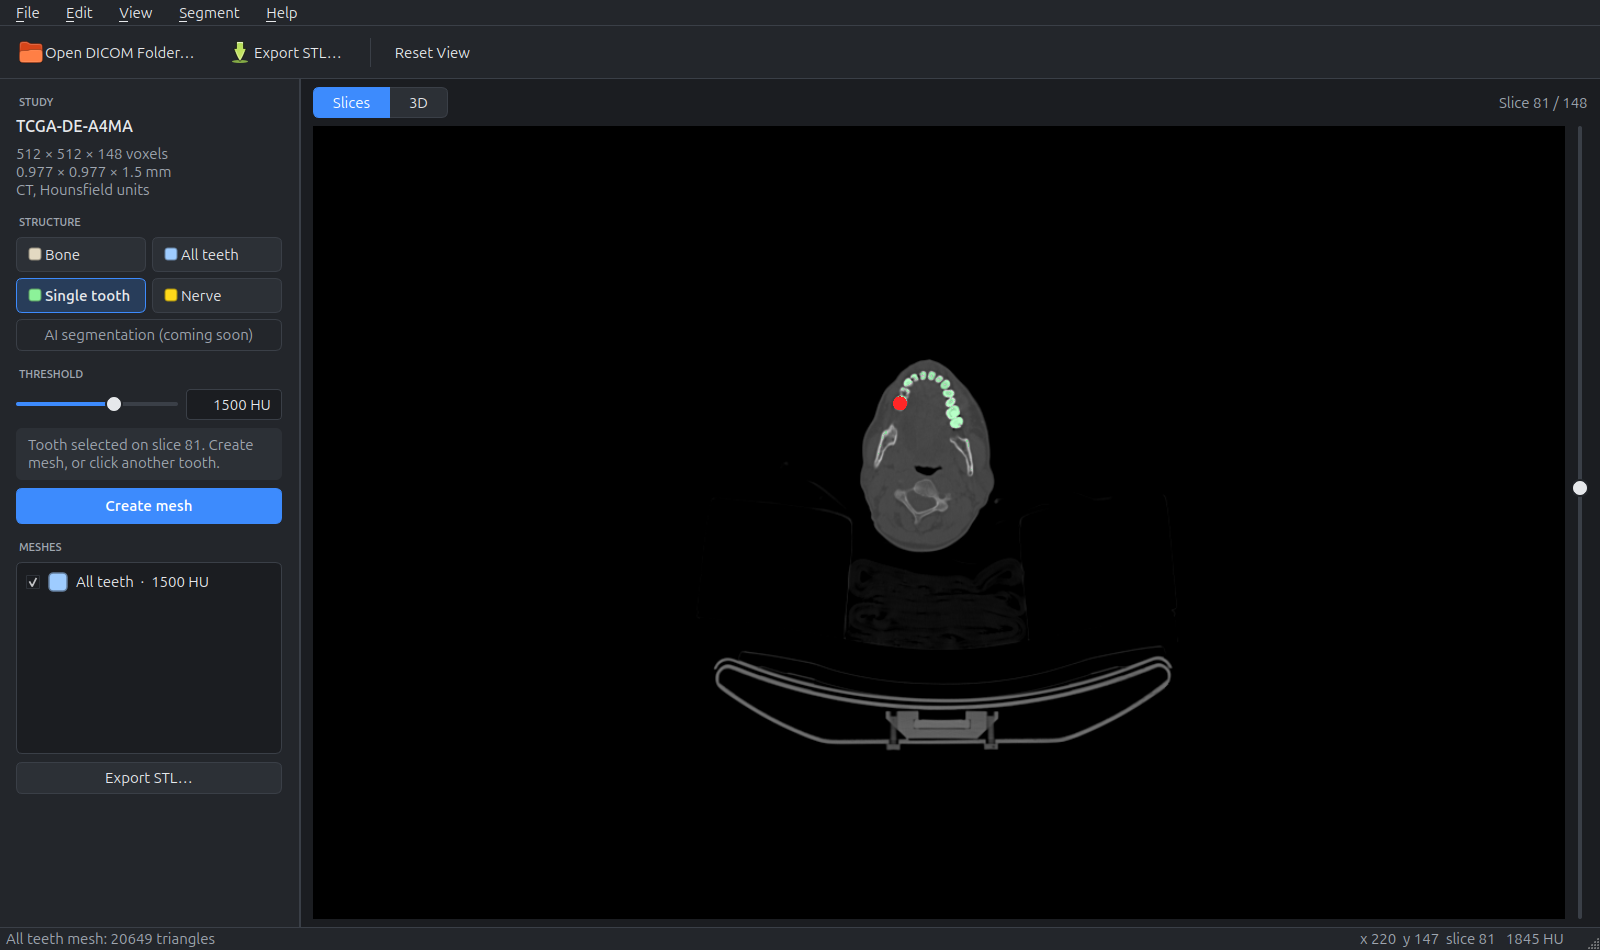 File Edit View Segment Help
Open DICOM Folder... Export STL... Reset View
STUDY
TCGA-DE-A4MA
512 × 512 × 148 voxels
0.977 × 0.977 × 1.5 mm
CT, Hounsfield units
STRUCTURE
Bone All teeth
Single tooth Nerve
AI segmentation (coming soon)
THRESHOLD
1500 HU
Tooth selected on slice 81. Create
mesh, or click another tooth.
Create mesh
MESHES
All teeth · 1500 HU
Export STL...
Slices 3D
Slice 81 / 148
All teeth mesh: 20649 triangles
x 220 y 147 slice 81 1845 HU